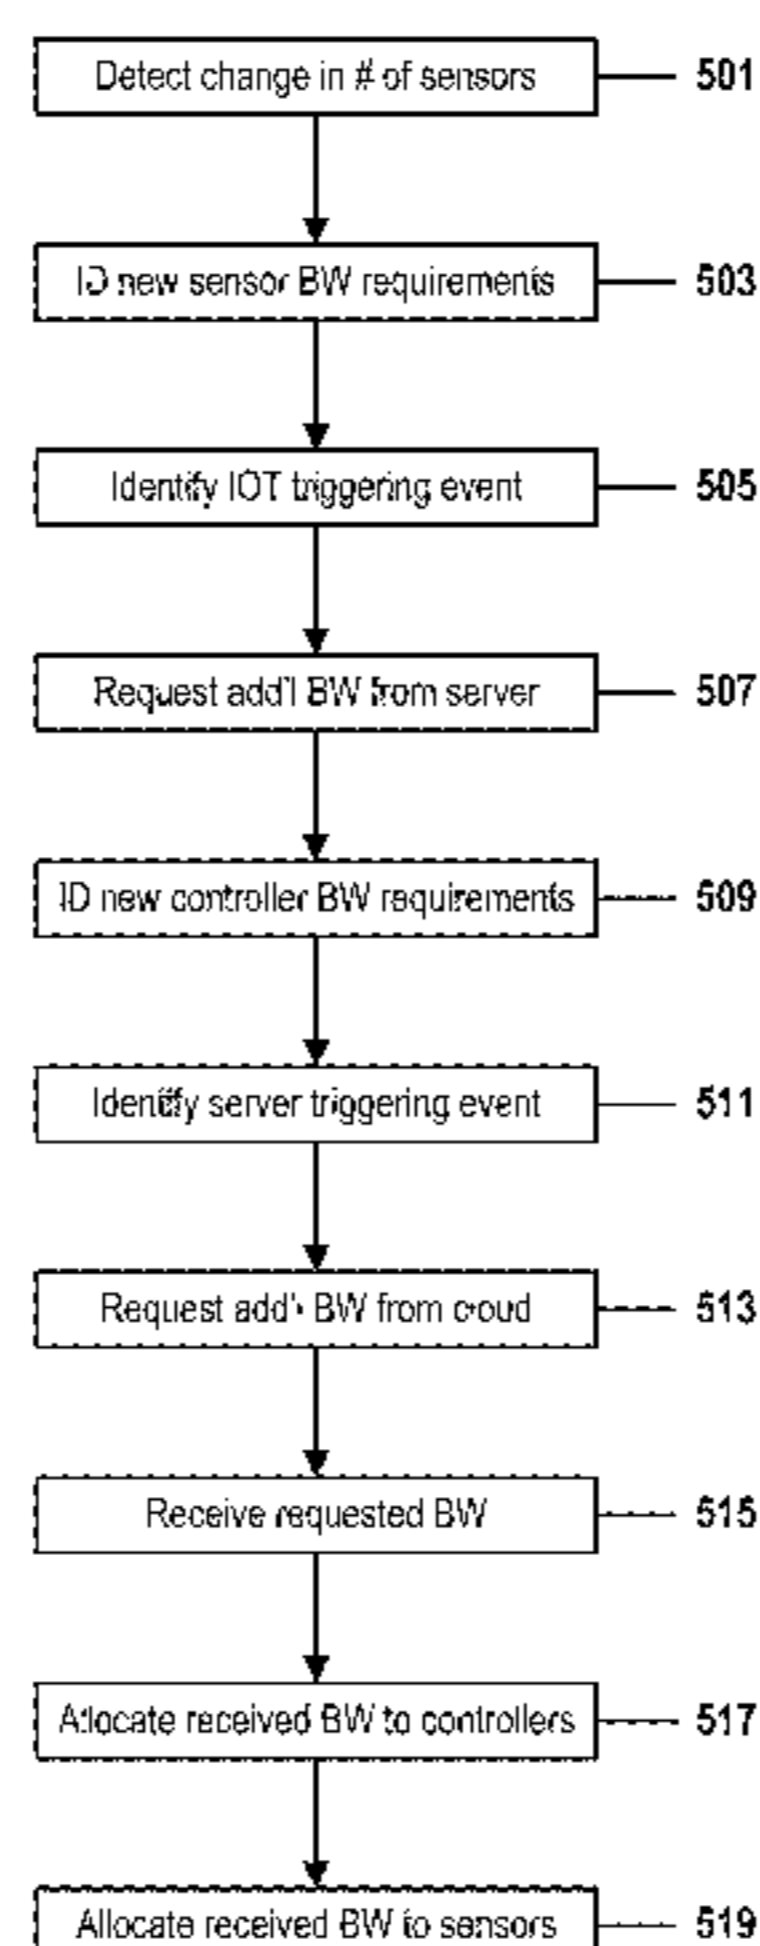 Detect change in # of sensors 501
ID new sensor BW requirements 503
Identify IOT triggering event 505
Request add'l BW from server 507
ID new controller BW requirements 509
Identify server triggering event 511
Request add'l BW from cloud 513
Receive requested BW 515
Allocate received BW to controllers 517
Allocate received BW to sensors 519